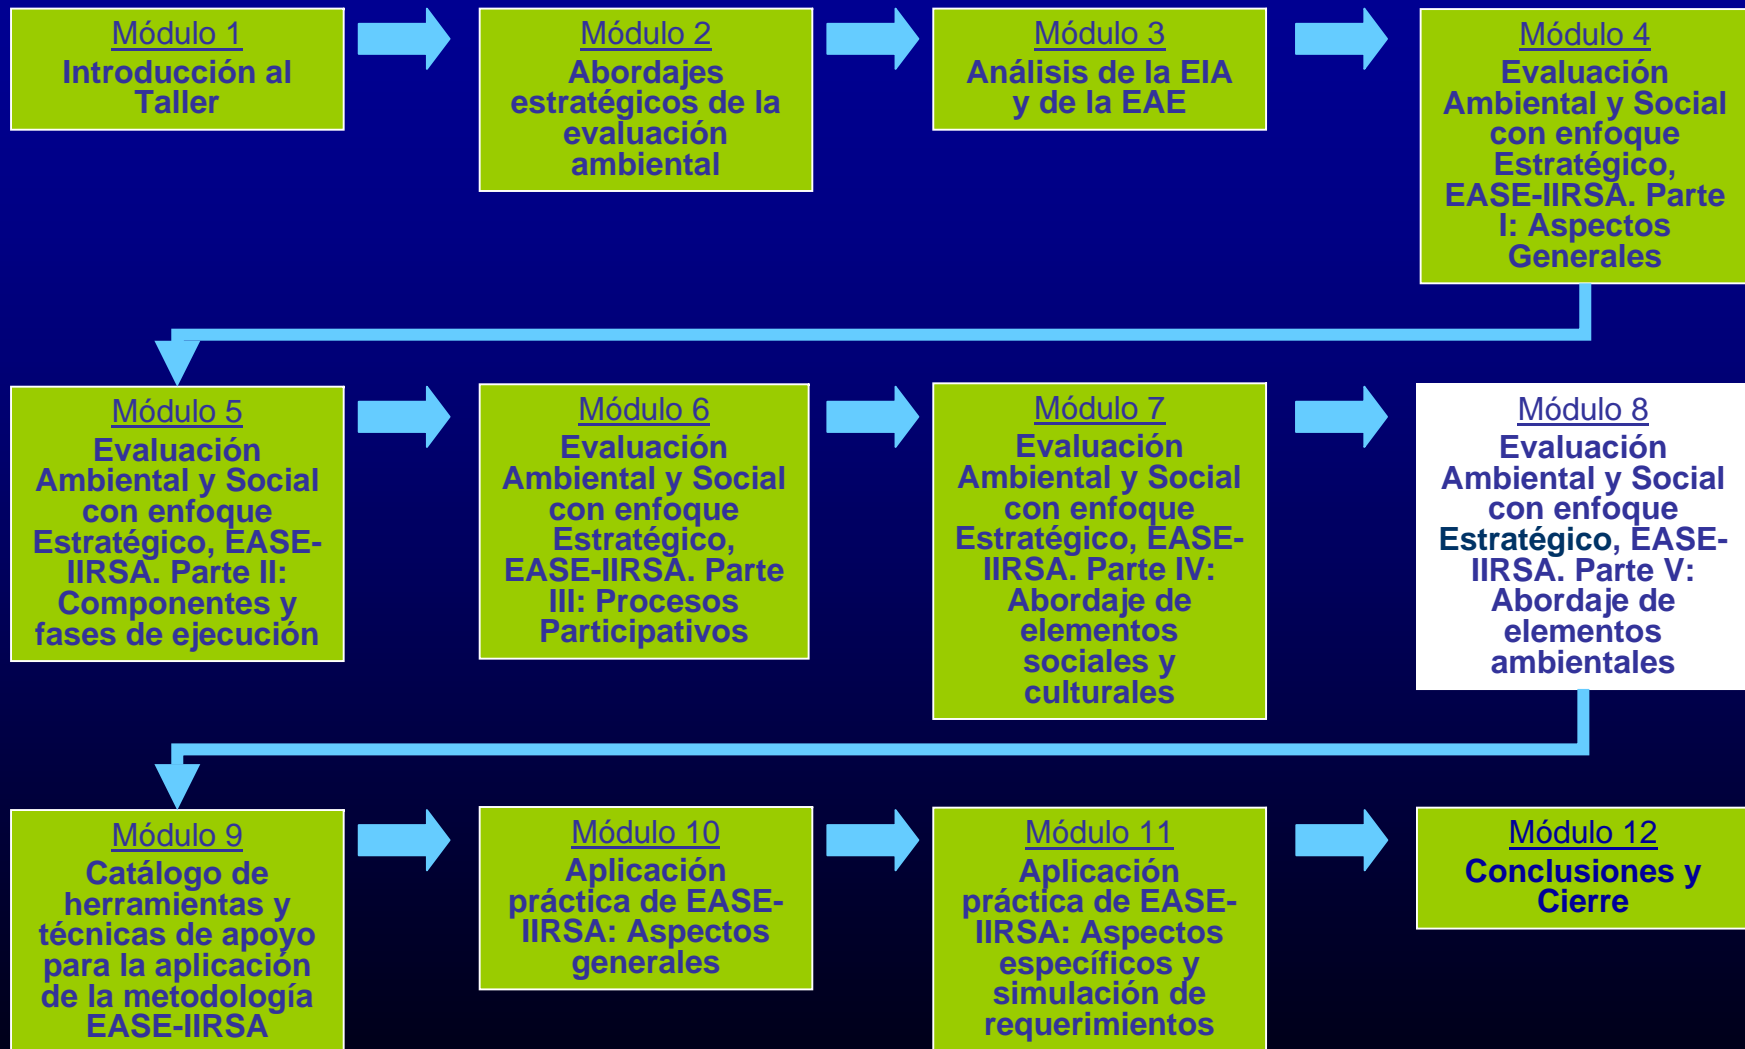 Módulo 1
Introducción al
Taller
Módulo 2
Abordajes
estratégicos de la
evaluación
ambiental
Módulo 3
Análisis de la EIA
y de la EAE
Módulo 4
Evaluación
Ambiental y Social
con enfoque
Estratégico,
EASE-IIRSA. Parte
I: Aspectos
Generales
Módulo 5
Evaluación
Ambiental y Social
con enfoque
Estratégico, EASE-
IIRSA. Parte II:
Componentes y
fases de ejecución
Módulo 6
Evaluación
Ambiental y Social
con enfoque
Estratégico,
EASE-IIRSA. Parte
III: Procesos
Participativos
Módulo 7
Evaluación
Ambiental y Social
con enfoque
Estratégico, EASE-
IIRSA. Parte IV:
Abordaje de
elementos
sociales y
culturales
Módulo 8
Evaluación
Ambiental y Social
con enfoque
Estratégico, EASE-
IIRSA. Parte V:
Abordaje de
elementos
ambientales
Módulo 9
Catálogo de
herramientas y
técnicas de apoyo
para la aplicación
de la metodología
EASE-IIRSA
Módulo 10
Aplicación
práctica de EASE-
IIRSA: Aspectos
generales
Módulo 11
Aplicación
práctica de EASE-
IIRSA: Aspectos
específicos y
simulación de
requerimientos
Módulo 12
Conclusiones y
Cierre